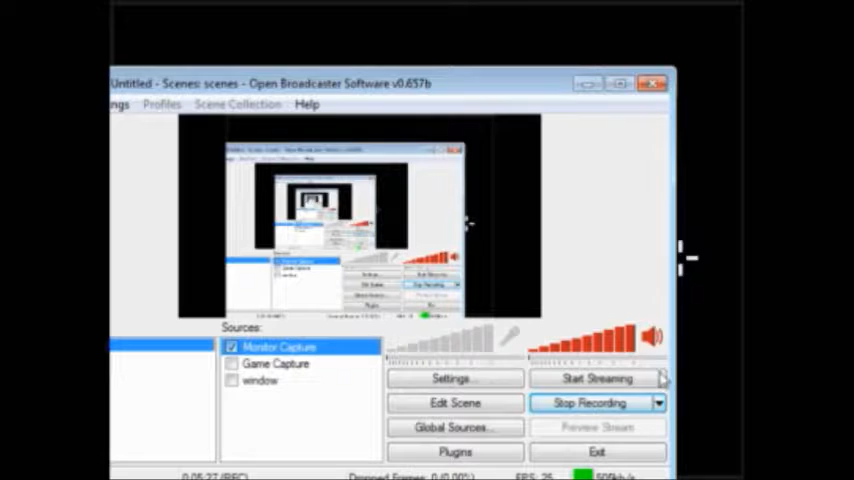 Untitled - Scenes: scenes - Open Broadcaster Software v0.657b
ngs Profiles Scene Collection Help
Sources:
Monitor Capture
Game Capture
window
Settings...
Start Streaming
Edit Scene
Stop Recording
Global Sources...
Preview Stream
Plugins
Exit
0:05:27 (REC)
Dropped Frames: 0 (0.00%)
FPS: 25
505kb/s